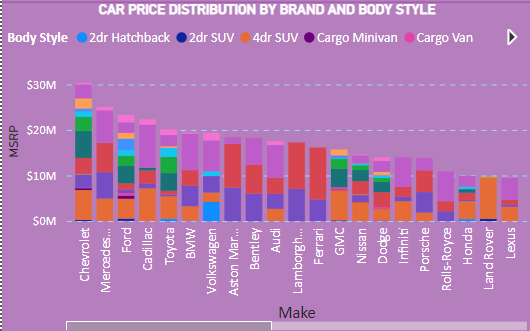 CAR PRICE DISTRIBUTION BY BRAND AND BODY STYLE
Body Style 2dr Hatchback 2dr SUV 4dr SUV Cargo Minivan Cargo Van
$30M
$20M
$10M
$0M
MSRP
Chevrolet
Mercedes...
Ford
Cadillac
Toyota
BMW
Volkswagen
Aston Mar...
Bentley
Audi
Lamborgh...
Ferrari
GMC
Nissan
Dodge
Infiniti
Porsche
Rolls-Royce
Honda
Land Rover
Lexus
Make